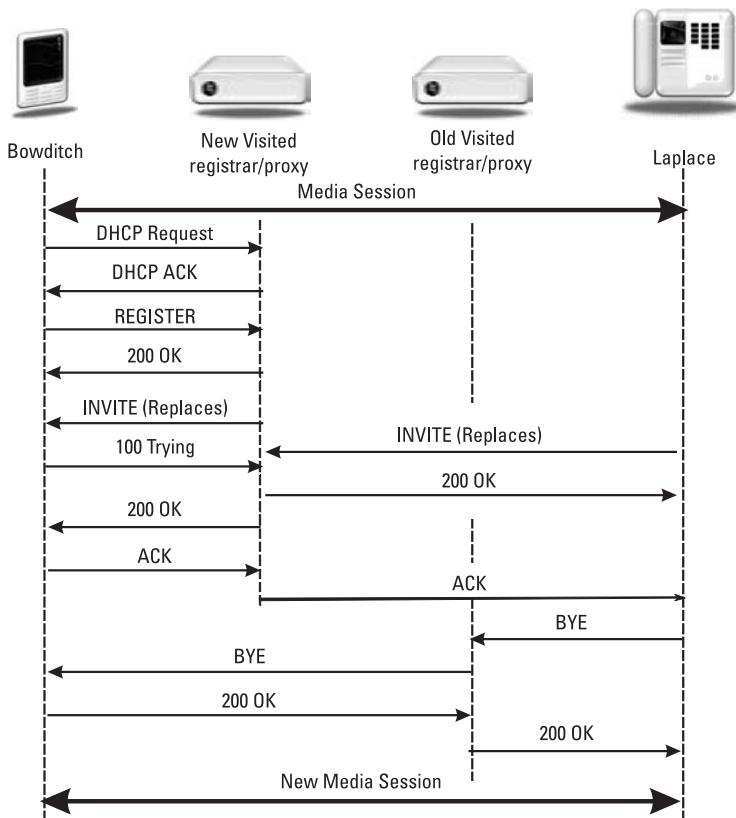 Bowditch
New Visited
registrar/proxy
Old Visited
registrar/proxy
Laplace
Media Session
DHCP Request
DHCP ACK
REGISTER
200 OK
INVITE (Replaces)
INVITE (Replaces)
100 Trying
200 OK
200 OK
ACK
ACK
BYE
BYE
200 OK
200 OK
New Media Session